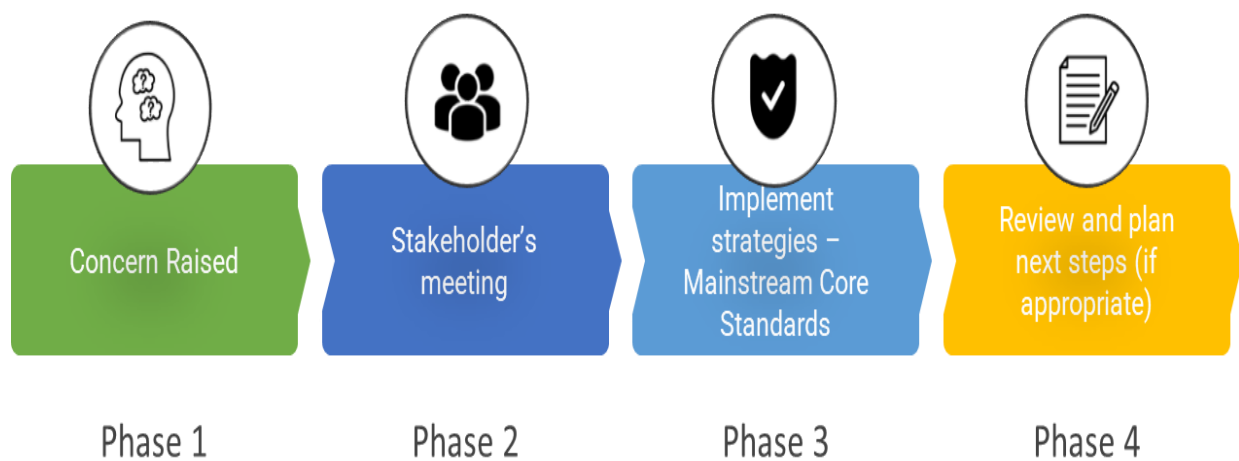 Concern Raised
Stakeholder’s
meeting
Implement
strategies –
Mainstream Core
Standards
Review and plan
next steps (if
appropriate)
Phase 1
Phase 2
Phase 3
Phase 4